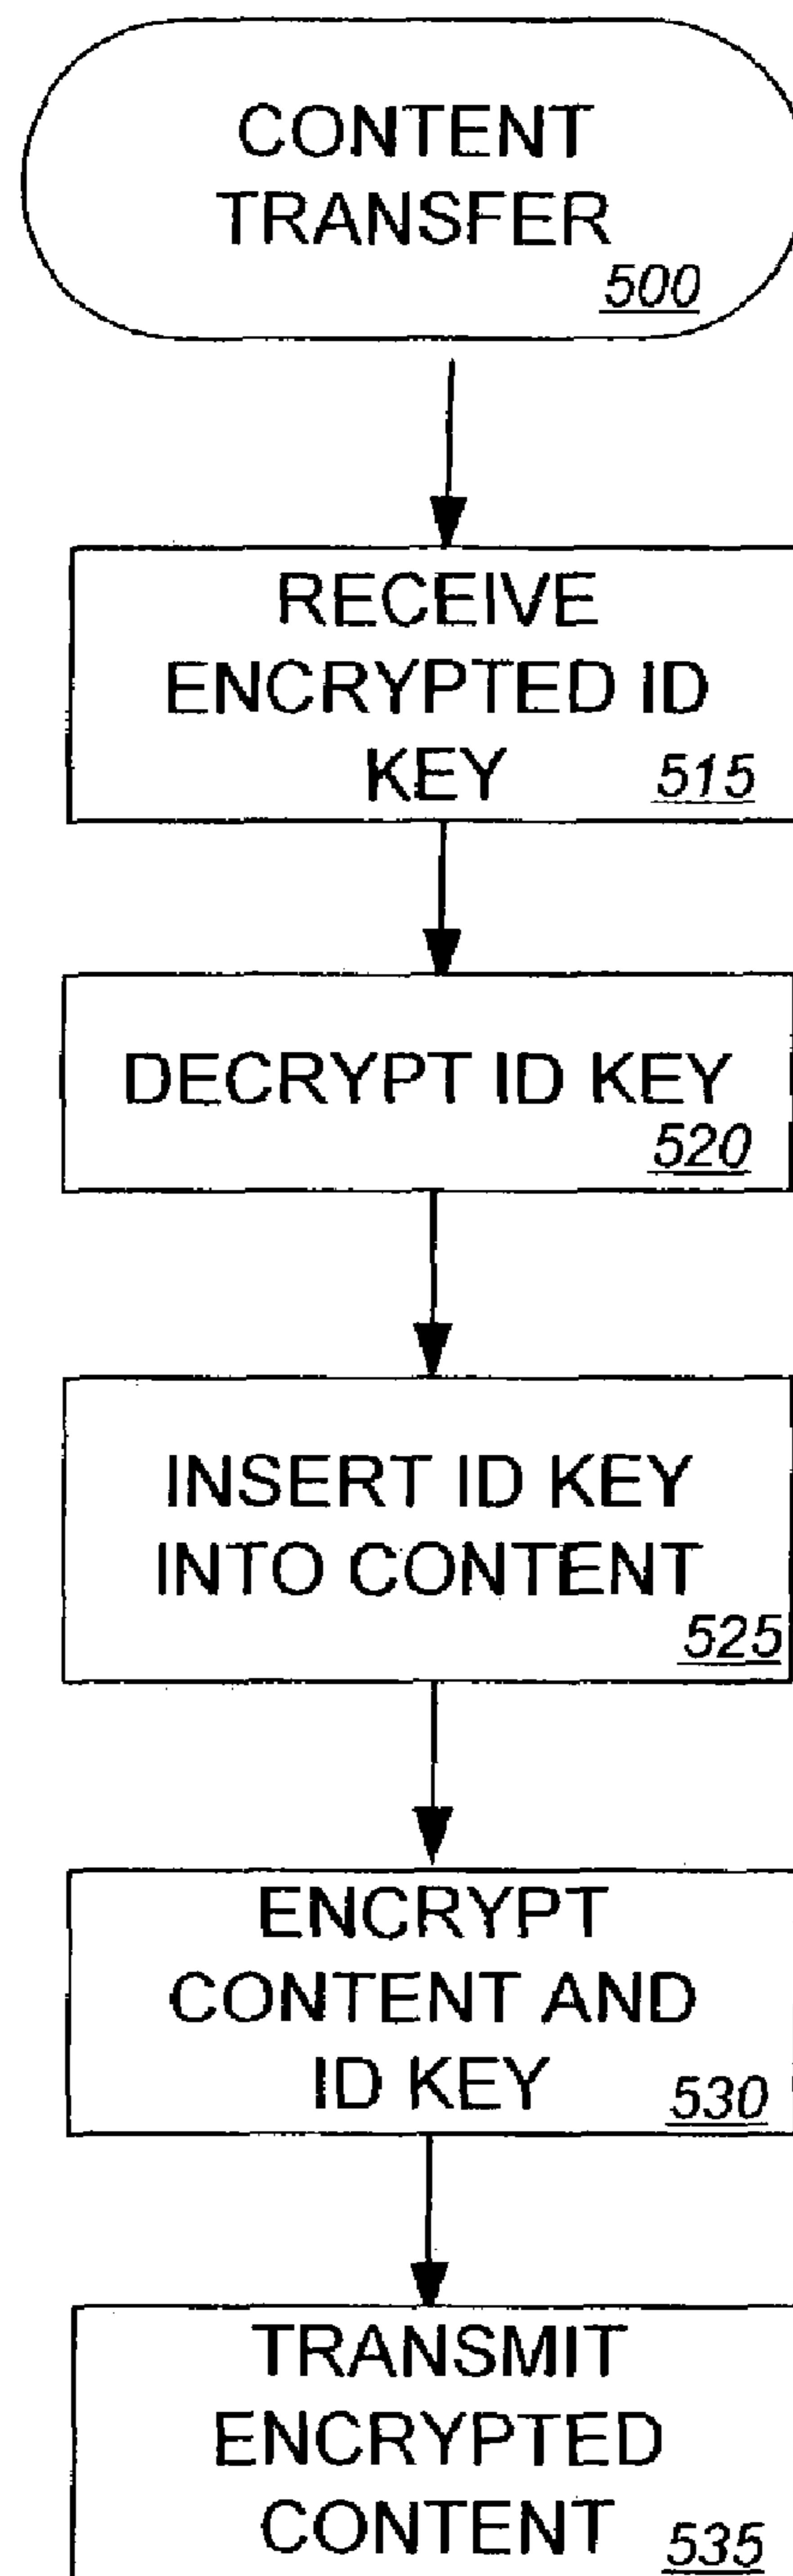 CONTENT
TRANSFER
500
RECEIVE
ENCRYPTED ID
KEY 515
DECRYPT ID KEY
520
INSERT ID KEY
INTO CONTENT
525
ENCRYPT
CONTENT AND
ID KEY 530
TRANSMIT
ENCRYPTED
CONTENT 535